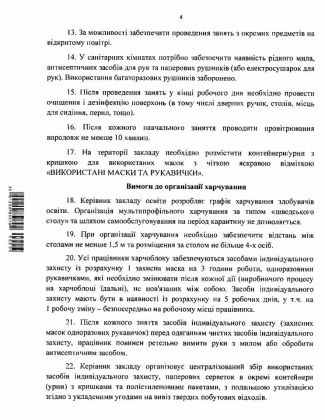 4
13. За можливості забезпечити проведення занять з окремих предметів на
відкритому повітрі.
14. У санітарних кімнатах потрібно забезпечити наявність рідкого мила,
антисептичних засобів для рук та паперових рушників (або електросушарок для
рук). Використання багаторазових рушників заборонено.
15. Після проведення занять у кінці робочого дня необхідно провести
очищення і дезінфекцію поверхонь (в тому числі дверних ручок, столів, місць
для сидіння, перил, тощо).
16. Після кожного навчального заняття проводити провітрювання
впродовж не менше 10 хвилин.
17. На території закладу необхідно розмістити контейнери/урни з
кришкою для використаних масок з чіткою яскравою відміткою
«ВИКОРИСТАНІ МАСКИ ТА РУКАВИЧКИ».
Вимоги до організації харчування
18. Керівник закладу освіти розробляє графік харчування здобувачів
освіти. Організація мультипрофільного харчування за типом «шведського
столу» та шляхом самообслуговування на період карантину не дозволяється.
19. При організації харчування необхідно забезпечити відстань між
столами не менше 1,5 м та розміщення за столом не більше 4-х осіб.
20. Усі працівники харчоблоку забезпечуються засобами індивідуального
захисту із розрахунку 1 захисна маска на 3 години роботи, одноразовими
рукавичками, які необхідно змінювати після кожної дії (виробничого процесу
на харчоблоці (їдальні), не пов'язаних між собою. Засоби індивідуального
захисту мають бути в наявності із розрахунку на 5 робочих днів, у т.ч. на
1 робочу зміну – безпосередньо на робочому місці працівника.
21. Після кожного зняття засобів індивідуального захисту (захисних
масок одноразових рукавичок) перед одяганням чистих засобів індивідуального
захисту, працівник повинен ретельно вимити руки з милом або обробити
антисептичним засобом.
22. Керівник закладу організовує централізований збір використаних
засобів індивідуального захисту, паперових серветок в окремі контейнери
(урни) з кришками та поліетиленовими пакетами, з подальшою утилізацією
згідно з укладеними угодами на вивіз твердих побутових відходів.